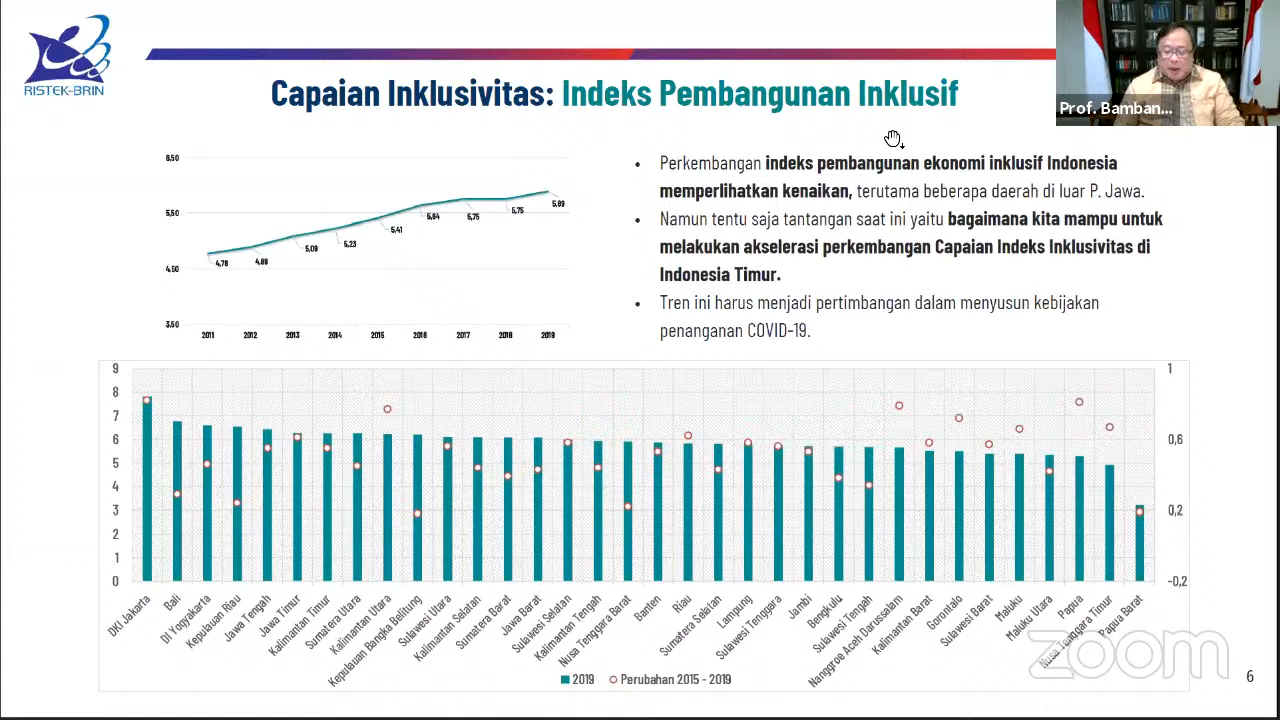 RISTEK-BRIN
Capaian Inklusivitas: Indeks Pembangunan Inklusif
Prof. Bamban...
6,50
5,50
4,50
3,50
4,78
4,89
5,09
5,23
5,41
5,64
5,75
5,75
5,89
2011 2012 2013 2014 2015 2016 2017 2018 2019
• Perkembangan indeks pembangunan ekonomi inklusif Indonesia
memperlihatkan kenaikan, terutama beberapa daerah di luar P. Jawa.
• Namun tentu saja tantangan saat ini yaitu bagaimana kita mampu untuk
melakukan akselerasi perkembangan Capaian Indeks Inklusivitas di
Indonesia Timur.
• Tren ini harus menjadi pertimbangan dalam menyusun kebijakan
penanganan COVID-19.
9
8
7
6
5
4
3
2
1
0
1
0,6
0,2
-0,2
DKI Jakarta
Bali
DI Yogyakarta
Kepulauan Riau
Jawa Tengah
Jawa Timur
Kalimantan Timur
Sumatera Utara
Kalimantan Utara
Kepulauan Bangka Belitung
Sulawesi Utara
Kalimantan Selatan
Sumatera Barat
Jawa Barat
Sulawesi Selatan
Kalimantan Tengah
Nusa Tenggara Barat
Banten
Riau
Sumatera Selatan
Lampung
Sulawesi Tenggara
Jambi
Bengkulu
Sulawesi Tengah
Nanggroe Aceh Darussalam
Kalimantan Barat
Gorontalo
Sulawesi Barat
Maluku
Maluku Utara
Papua
Nusa Tenggara Timur
Papua Barat
2019 Perubahan 2015 - 2019
zoom
6